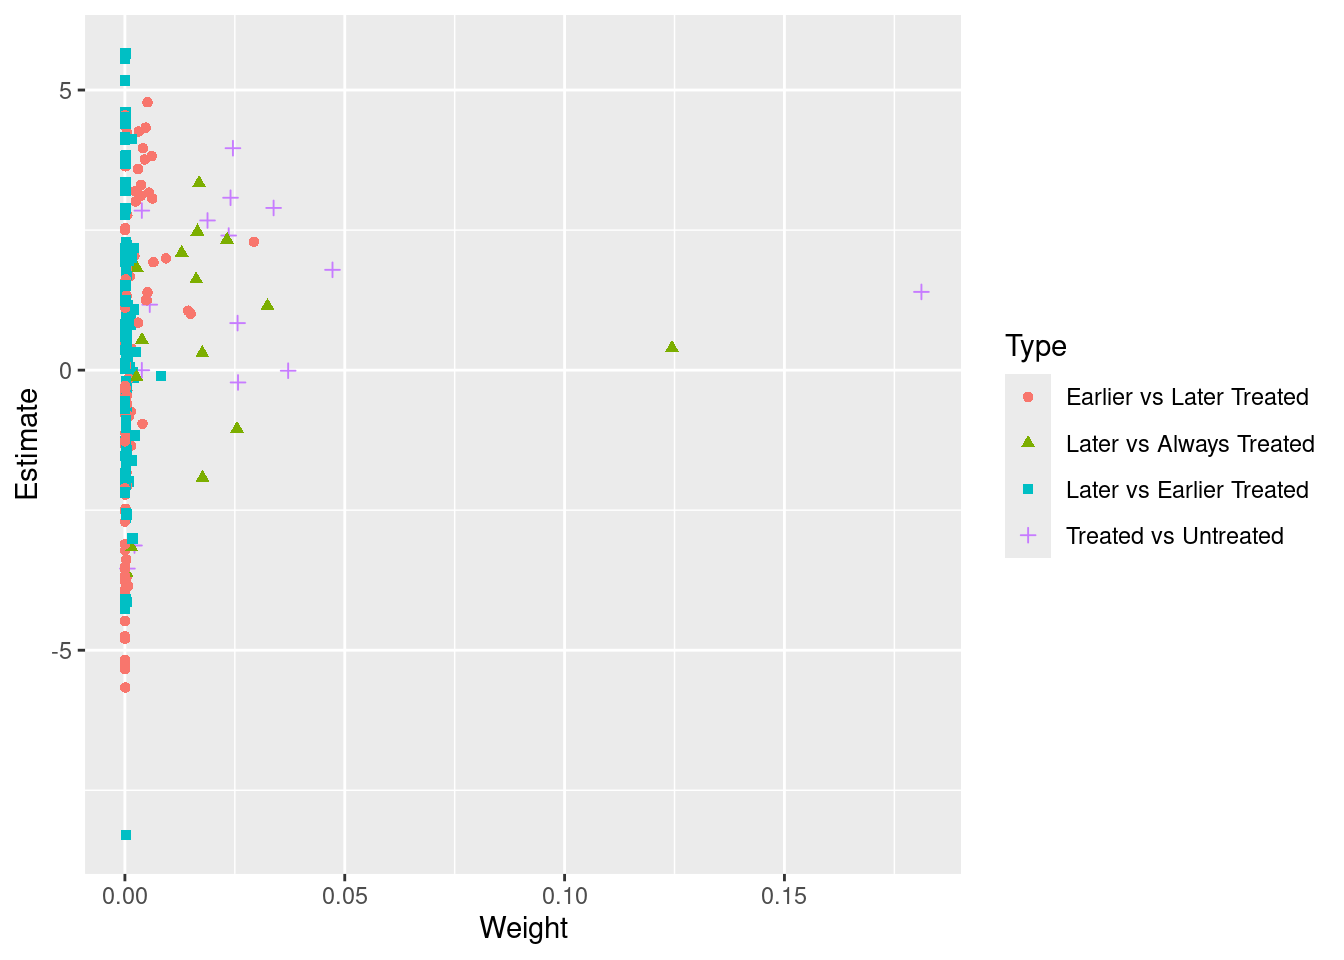 5
0
-5
Estimate
0.00
0.05
0.10
0.15
Weight
Type
Earlier vs Later Treated
Later vs Always Treated
Later vs Earlier Treated
Treated vs Untreated